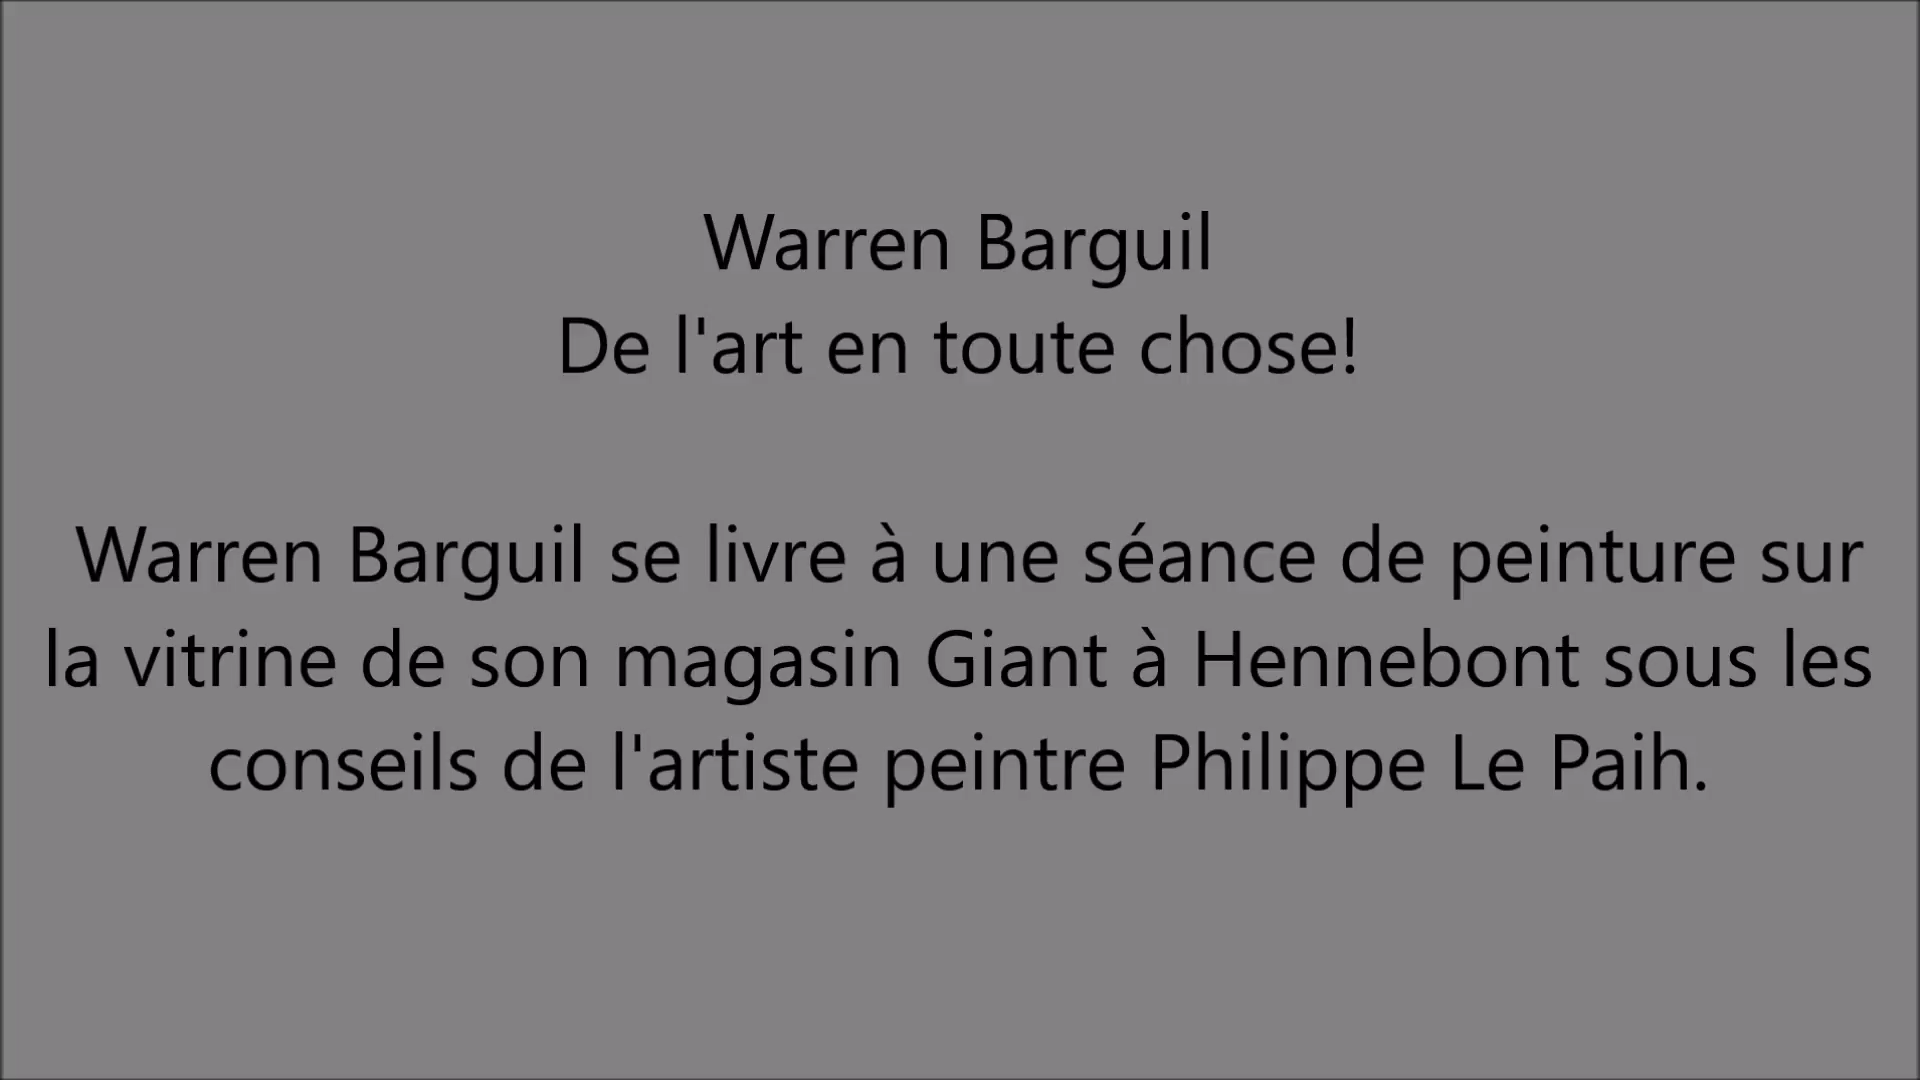 Warren Barguil
De l'art en toute chose!
Warren Barguil se livre à une séance de peinture sur
la vitrine de son magasin Giant à Hennebont sous les
conseils de l'artiste peintre Philippe Le Paih.